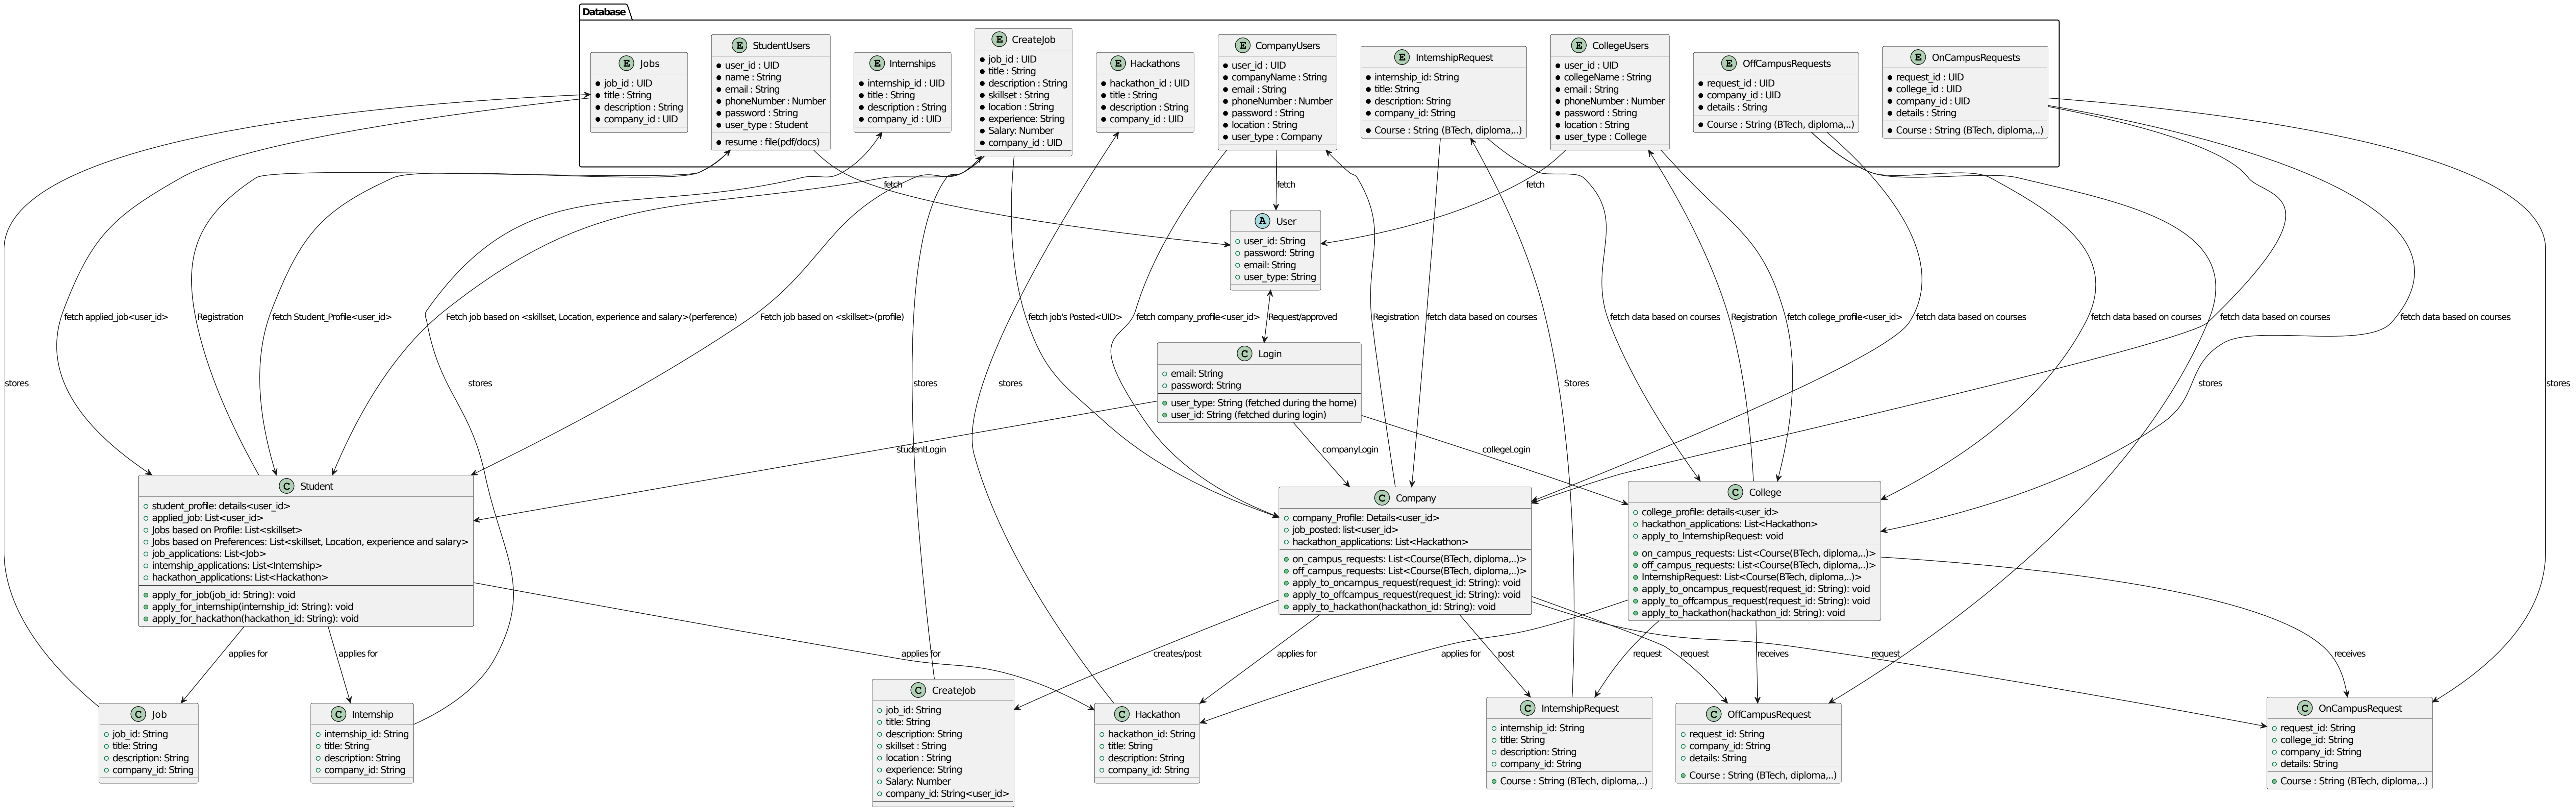 Database
E Jobs
job_id : UID
title : String
description : String
company_id : UID
E StudentUsers
user_id : UID
name : String
email : String
phoneNumber : Number
password : String
user_type : Student
resume : file(pdf/docs)
E Internships
internship_id : UID
title : String
description : String
company_id : UID
E CreateJob
job_id : UID
title : String
description : String
skillset : String
location : String
experience: String
Salary: Number
company_id : UID
E Hackathons
hackathon_id : UID
title : String
description : String
company_id : UID
E CompanyUsers
user_id : UID
companyName : String
email : String
phoneNumber : Number
password : String
location : String
user_type : Company
E InternshipRequest
internship_id: String
title: String
description: String
company_id: String
Course : String (BTech, diploma,..)
E CollegeUsers
user_id : UID
collegeName : String
email : String
phoneNumber : Number
password : String
location : String
user_type : College
E OffCampusRequests
request_id : UID
company_id : UID
details : String
Course : String (BTech, diploma,..)
E OnCampusRequests
request_id : UID
college_id : UID
company_id : UID
details : String
Course : String (BTech, diploma,..)
fetch
fetch
fetch
A User
user_id: String
password: String
email: String
user_type: String
fetch applied_job<user_id>
Registration
fetch Student_Profile<user_id>
Fetch job based on <skillset, Location, experience and salary>(perference)
Fetch job based on <skillset>(profile)
fetch job's Posted<UID>
fetch company_profile<user_id>
Request/approved
Registration
fetch data based on courses
fetch data based on courses
Registration
fetch college_profile<user_id>
fetch data based on courses
fetch data based on courses
fetch data based on courses
fetch data based on courses
C Login
email: String
password: String
user_type: String (fetched during the home)
user_id: String (fetched during login)
stores
stores
stores
stores
Stores
stores
stores
studentLogin
companyLogin
collegeLogin
C Student
student_profile: details<user_id>
applied_job: List<user_id>
Jobs based on Profile: List<skillset>
Jobs based on Preferences: List<skillset, Location, experience and salary>
job_applications: List<Job>
internship_applications: List<Internship>
hackathon_applications: List<Hackathon>
apply_for_job(job_id: String): void
apply_for_internship(internship_id: String): void
apply_for_hackathon(hackathon_id: String): void
C Company
company_Profile: Details<user_id>
job_posted: list<user_id>
hackathon_applications: List<Hackathon>
on_campus_requests: List<Course(BTech, diploma,..)>
off_campus_requests: List<Course(BTech, diploma,..)>
apply_to_oncampus_request(request_id: String): void
apply_to_offcampus_request(request_id: String): void
apply_to_hackathon(hackathon_id: String): void
C College
college_profile: details<user_id>
hackathon_applications: List<Hackathon>
apply_to_InternshipRequest: void
on_campus_requests: List<Course(BTech, diploma,..)>
off_campus_requests: List<Course(BTech, diploma,..)>
InternshipRequest: List<Course(BTech, diploma,..)>
apply_to_oncampus_request(request_id: String): void
apply_to_offcampus_request(request_id: String): void
apply_to_hackathon(hackathon_id: String): void
applies for
applies for
applies for
creates/post
applies for
applies for
post
request
request
receives
request
receives
C Job
job_id: String
title: String
description: String
company_id: String
C Internship
internship_id: String
title: String
description: String
company_id: String
C CreateJob
job_id: String
title: String
description: String
skillset : String
location : String
experience: String
Salary: Number
company_id: String<user_id>
C Hackathon
hackathon_id: String
title: String
description: String
company_id: String
C InternshipRequest
internship_id: String
title: String
description: String
company_id: String
Course : String (BTech, diploma,..)
C OffCampusRequest
request_id: String
company_id: String
details: String
Course : String (BTech, diploma,..)
C OnCampusRequest
request_id: String
college_id: String
company_id: String
details: String
Course : String (BTech, diploma,..)